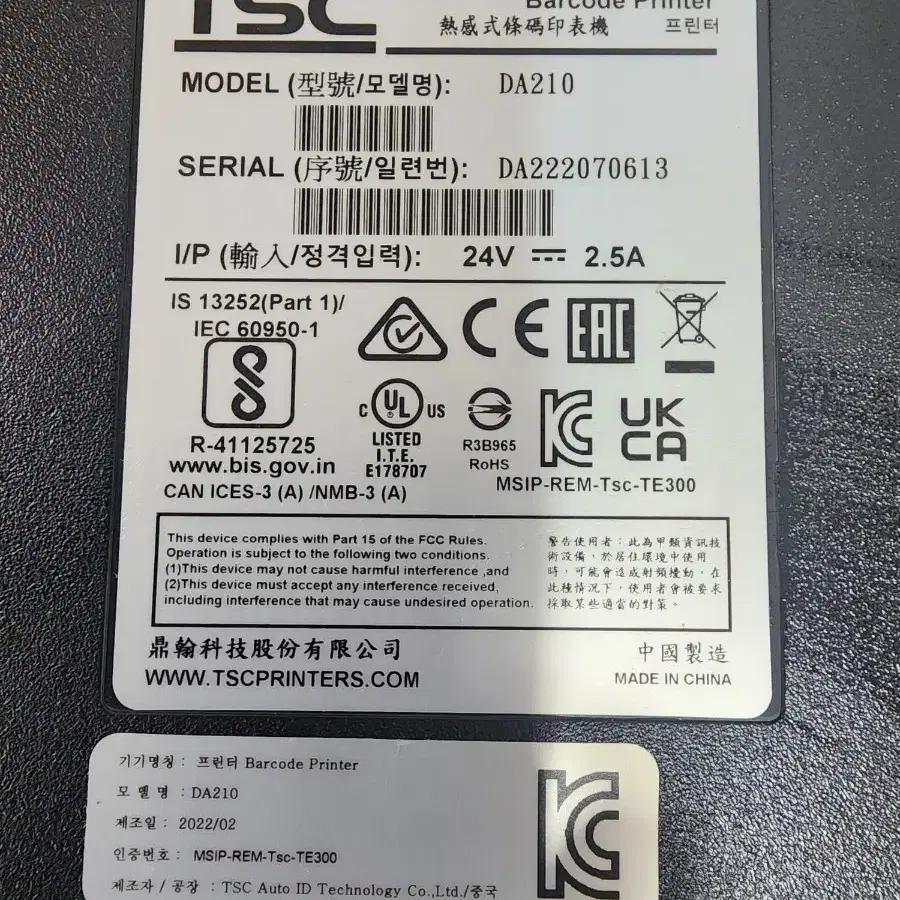 TSC
Barcode Printer
熱感式條碼印表機 프린터
MODEL (型號/모델명): DA210
SERIAL (序號/일련번): DA222070613
I/P (輸入/정격입력): 24V 2.5A
IS 13252(Part 1)/
IEC 60950-1
CE EAC
R-41125725
www.bis.gov.in
c UL US
LISTED
I.T.E.
E178707
R3B965
RoHS
UK
CA
MSIP-REM-Tsc-TE300
CAN ICES-3 (A) /NMB-3 (A)
This device complies with Part 15 of the FCC Rules.
Operation is subject to the following two conditions.
(1)This device may not cause harmful interference ,and
(2)This device must accept any interference received,
including interference that may cause undesired operation.
警告使用者：此為甲類資訊技
術設備，於居住環境中使用
時，可能會造成射頻擾動，在
此種情況下，使用者會被要求
採取某些適當的對策。
鼎翰科技股份有限公司
WWW.TSCPRINTERS.COM
中國製造
MADE IN CHINA
기기명칭 : 프린터 Barcode Printer
모 델 명 : DA210
제조일 : 2022/02
인증번호 : MSIP-REM-Tsc-TE300
제조자 / 공장 : TSC Auto ID Technology Co.,Ltd./중국